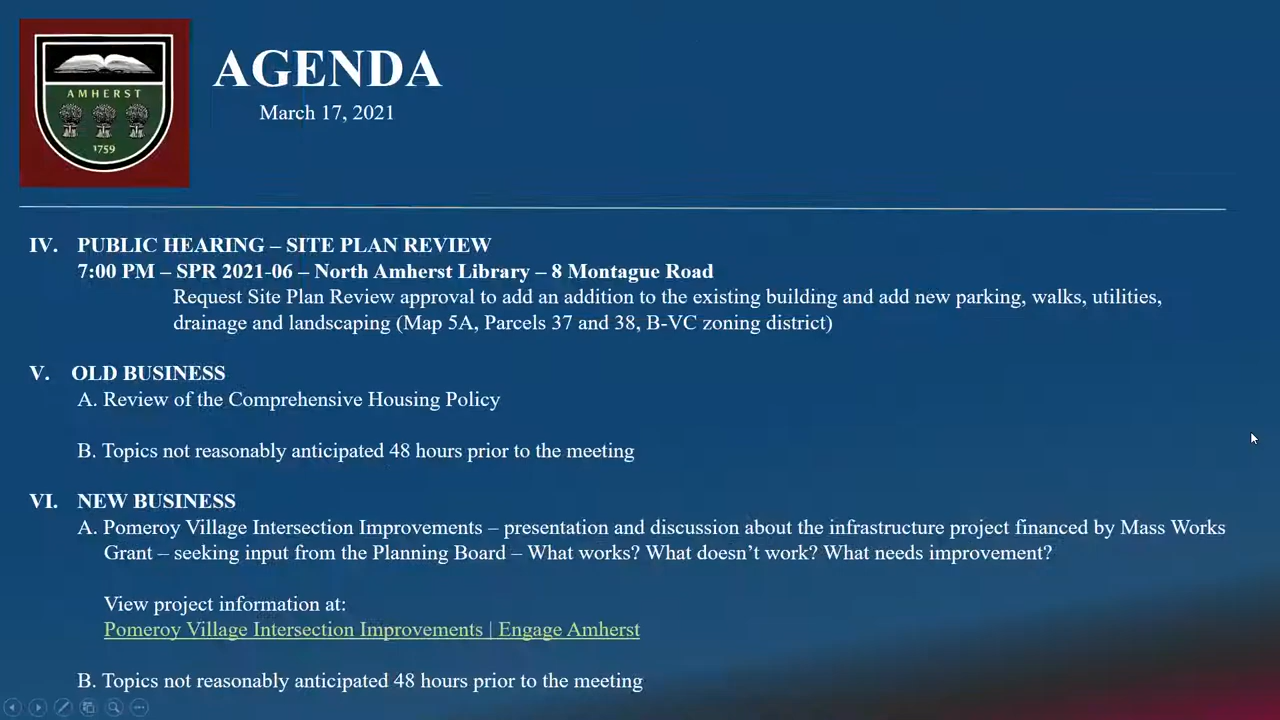 AMHERST
1759
AGENDA
March 17, 2021
IV. PUBLIC HEARING – SITE PLAN REVIEW
7:00 PM – SPR 2021-06 – North Amherst Library – 8 Montague Road
Request Site Plan Review approval to add an addition to the existing building and add new parking, walks, utilities,
drainage and landscaping (Map 5A, Parcels 37 and 38, B-VC zoning district)
V. OLD BUSINESS
A. Review of the Comprehensive Housing Policy
B. Topics not reasonably anticipated 48 hours prior to the meeting
VI. NEW BUSINESS
A. Pomeroy Village Intersection Improvements – presentation and discussion about the infrastructure project financed by Mass Works
Grant – seeking input from the Planning Board – What works? What doesn’t work? What needs improvement?
View project information at:
Pomeroy Village Intersection Improvements | Engage Amherst
B. Topics not reasonably anticipated 48 hours prior to the meeting